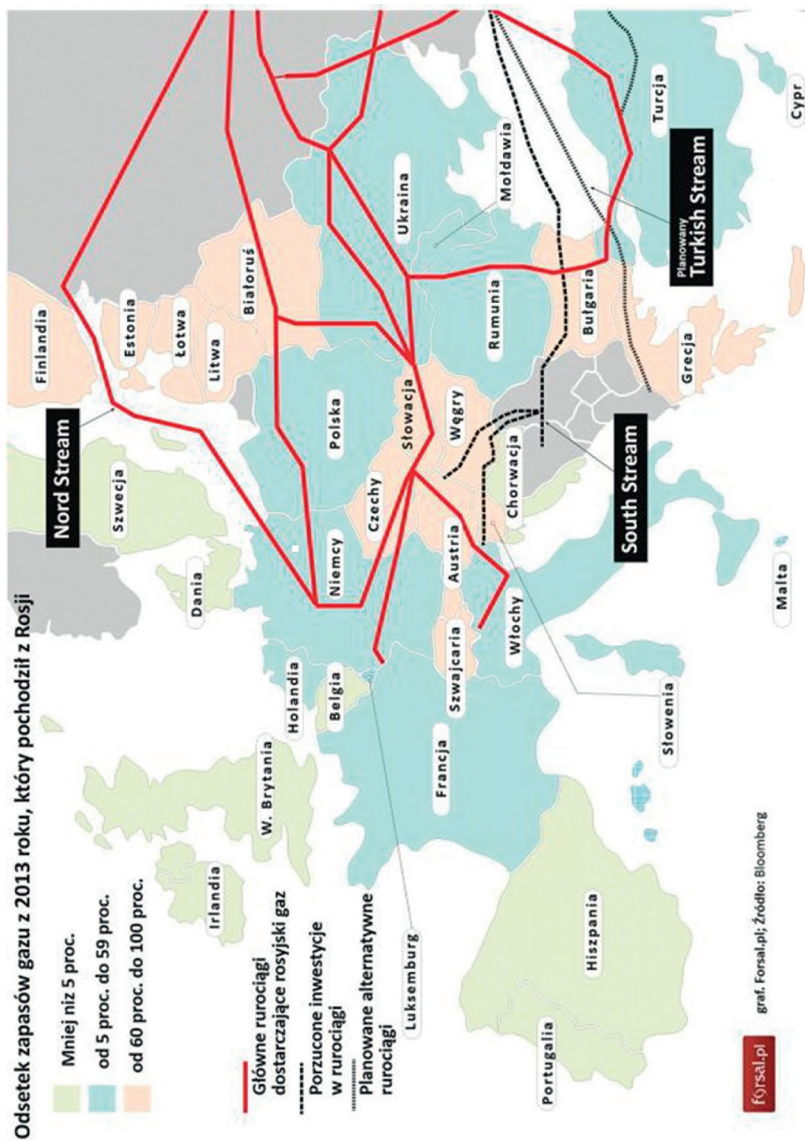 Odsetek zapasów gazu z 2013 roku, który pochodził z Rosji
Mniej niż 5 proc.
od 5 proc. do 59 proc.
od 60 proc. do 100 proc.
Główne rurociągi
dostarczające rosyjski gaz
Porzucone inwestycje
w rurociągi
Planowane alternatywne
rurociągi
Irlandia
W. Brytania
Dania
Szwecja
Nord Stream
Finlandia
Estonia
Łotwa
Litwa
Białoruś
Holandia
Belgia
Niemcy
Polska
Luksemburg
Czechy
Słowacja
Ukraina
Francja
Szwajcaria
Austria
Węgry
Mołdawia
Włochy
Chorwacja
Rumunia
Portugalia
Hiszpania
Słowenia
South Stream
Bułgaria
Planowany
Turkish Stream
Grecja
Turcja
Malta
Cypr
forsal.pl
graf. Forsal.pl; Źródło: Bloomberg